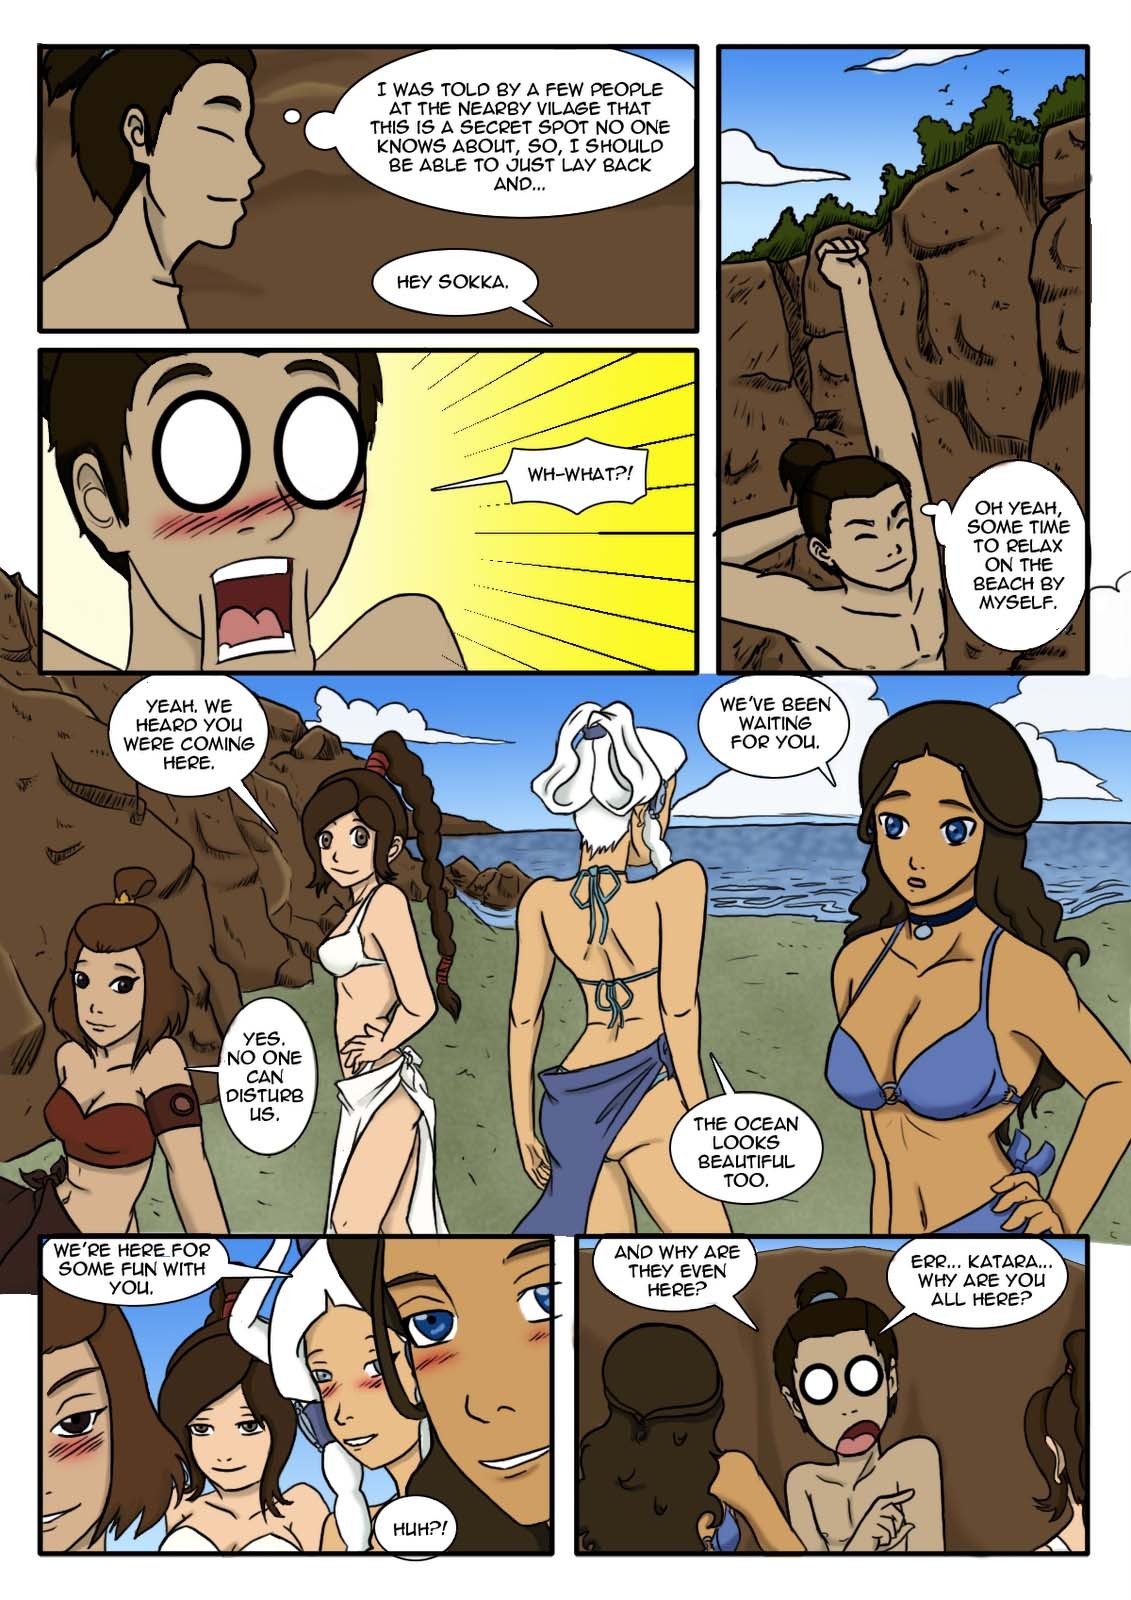 I WAS TOLD BY A FEW PEOPLE
AT THE NEARBY VILAGE THAT
THIS IS A SECRET SPOT NO ONE
KNOWS ABOUT, SO, I SHOULD
BE ABLE TO JUST LAY BACK
AND...
HEY SOKKA.
OH YEAH,
SOME TIME
TO RELAX
ON THE
BEACH BY
MYSELF.
WH-WHAT?!
YEAH. WE
HEARD YOU
WERE COMING
HERE.
WE'VE BEEN
WAITING
FOR YOU.
YES.
NO ONE
CAN
DISTURB
US.
THE OCEAN
LOOKS
BEAUTIFUL
TOO.
WE'RE HERE FOR
SOME FUN WITH
YOU.
HUH?!
AND WHY ARE
THEY EVEN
HERE?
ERR... KATARA...
WHY ARE YOU
ALL HERE?